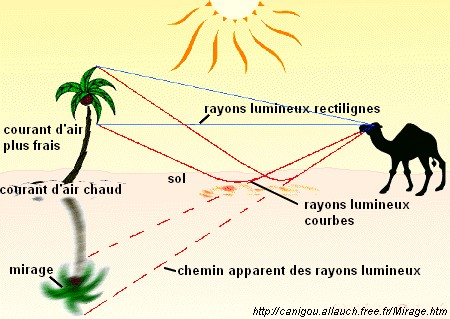 rayons lumineux rectilignes
courant d'air
plus frais
sol
courant d'air chaud
rayons lumineux
courbes
mirage
chemin apparent des rayons lumineux
http://canigou.allauch.free.fr/Mirage.htm